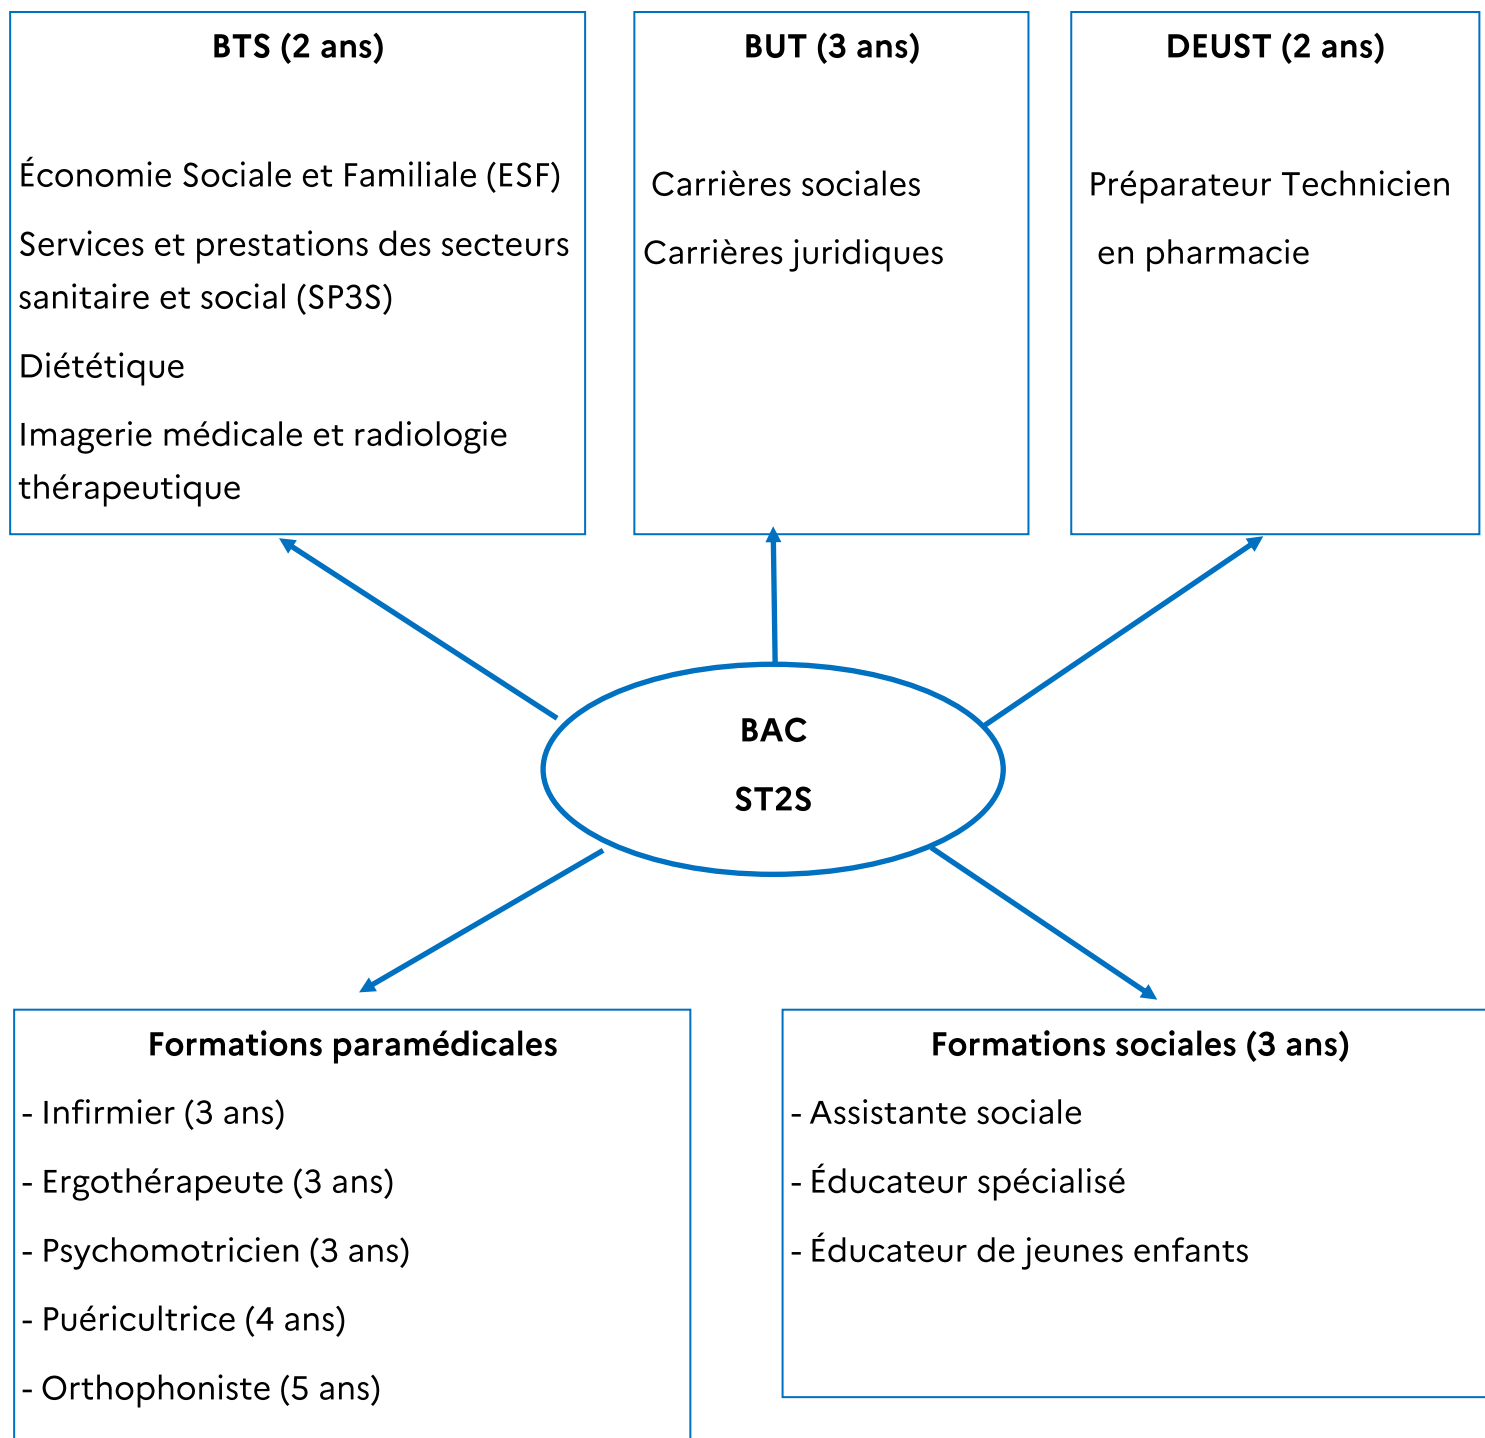 BTS (2 ans)
Économie Sociale et Familiale (ESF)
Services et prestations des secteurs
sanitaire et social (SP3S)
Diététique
Imagerie médicale et radiologie
thérapeutique
BUT (3 ans)
Carrières sociales
Carrières juridiques
DEUST (2 ans)
Préparateur Technicien
en pharmacie
BAC
ST2S
Formations paramédicales
- Infirmier (3 ans)
- Ergothérapeute (3 ans)
- Psychomotricien (3 ans)
- Puéricultrice (4 ans)
- Orthophoniste (5 ans)
Formations sociales (3 ans)
- Assistante sociale
- Éducateur spécialisé
- Éducateur de jeunes enfants